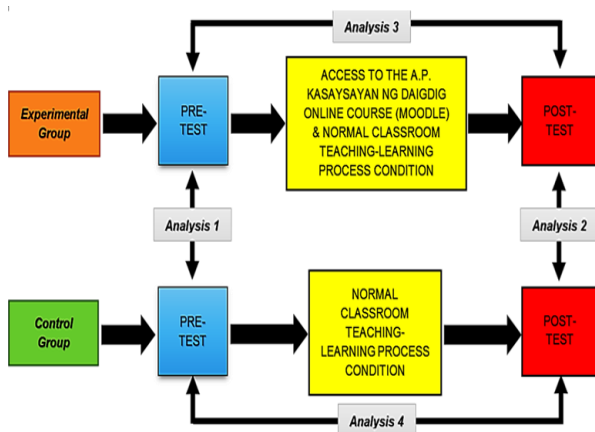 Analysis 3
Experimental
Group
PRE-
TEST
ACCESS TO THE A.P.
KASAYSAYAN NG DAIGDIG
ONLINE COURSE (MOODLE)
& NORMAL CLASSROOM
TEACHING-LEARNING
PROCESS CONDITION
POST-
TEST
Analysis 1
Analysis 2
Control
Group
PRE-
TEST
NORMAL
CLASSROOM
TEACHING-
LEARNING PROCESS
CONDITION
POST-
TEST
Analysis 4